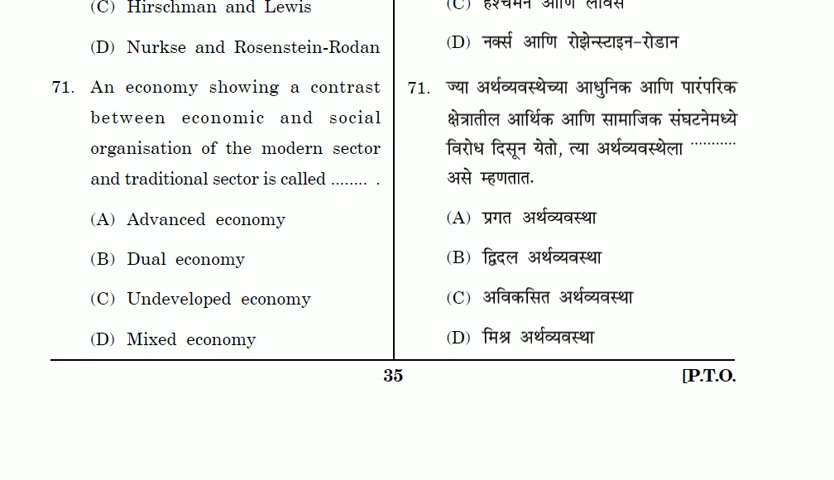 (C) Hirschman and Lewis
(D) Nurkse and Rosenstein-Rodan
71. An economy showing a contrast
between economic and social
organisation of the modern sector
and traditional sector is called ........ .
(A) Advanced economy
(B) Dual economy
(C) Undeveloped economy
(D) Mixed economy
(C) हर्श्चमन आणि लीविस
(D) नर्क्स आणि रोझेन्स्टाइन-रोडान
71. ज्या अर्थव्यवस्थेच्या आधुनिक आणि पारंपरिक
क्षेत्रातील आर्थिक आणि सामाजिक संघटनेमध्ये
विरोध दिसून येतो, त्या अर्थव्यवस्थेला ...........
असे म्हणतात.
(A) प्रगत अर्थव्यवस्था
(B) द्विदल अर्थव्यवस्था
(C) अविकसित अर्थव्यवस्था
(D) मिश्र अर्थव्यवस्था
35
[P.T.O.